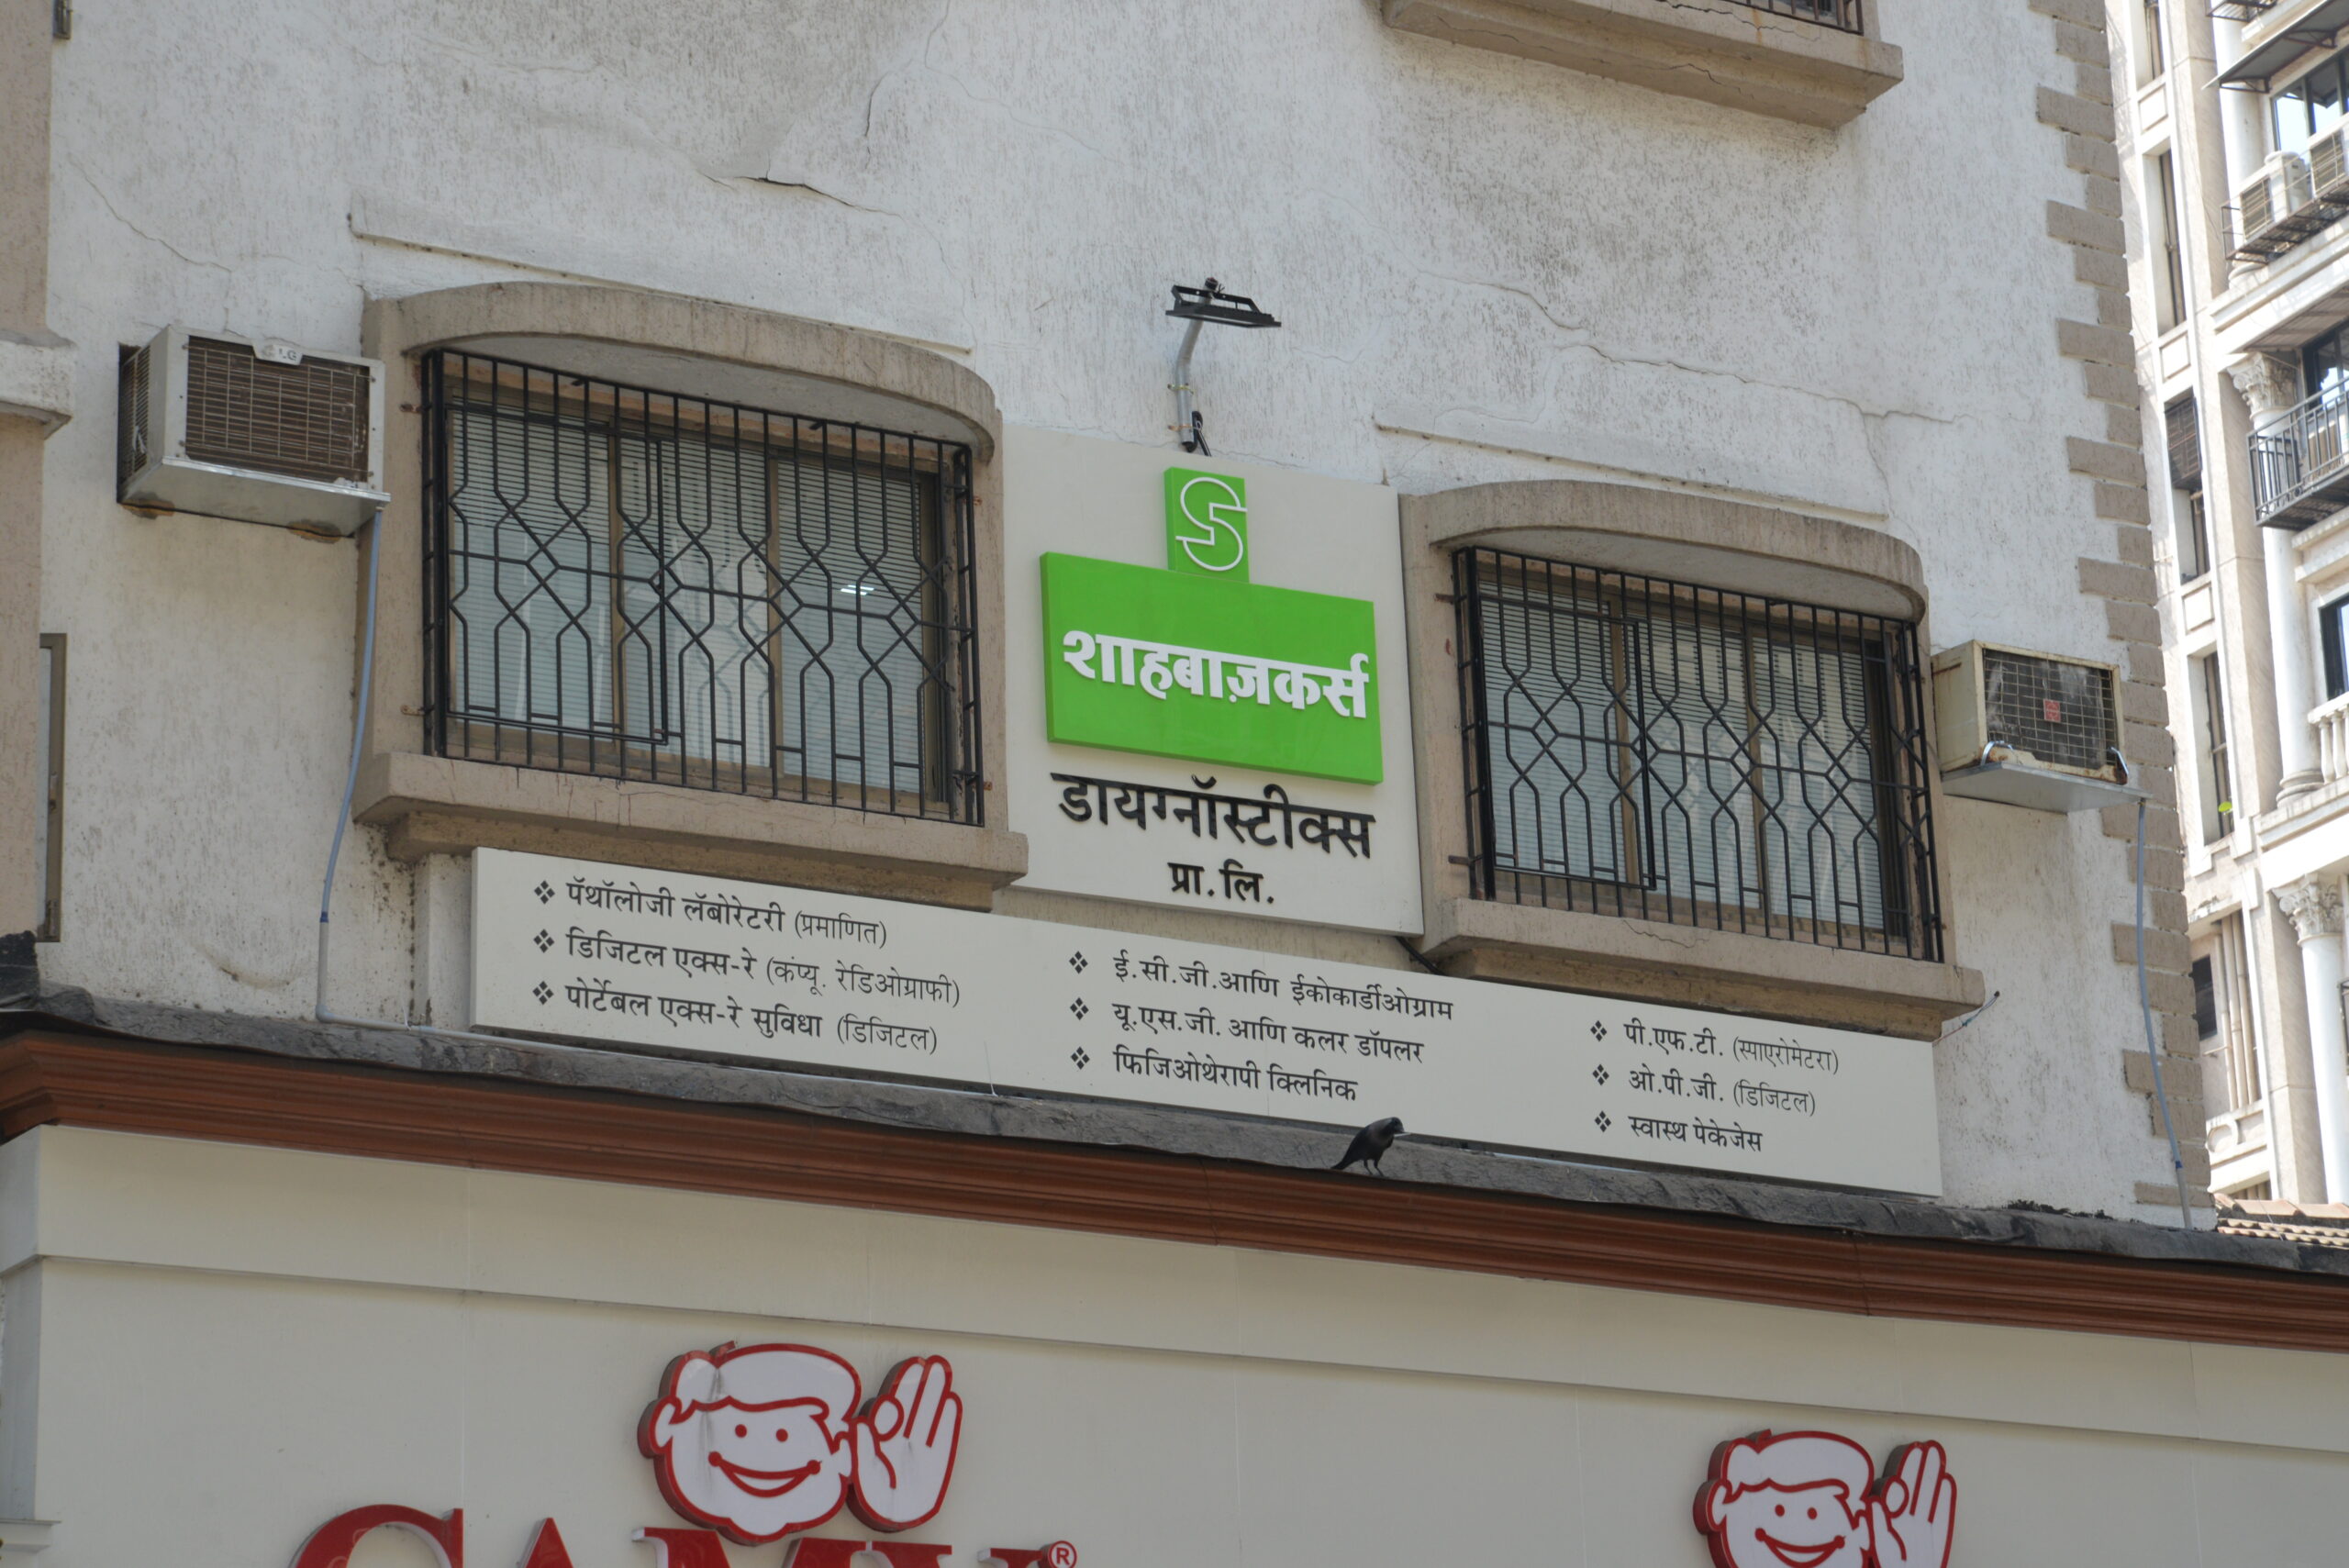 LG
S
शाहबाज़कर्स
डायग्नॉस्टीक्स
प्रा. लि.
❖ पॅथॉलोजी लॅबोरेटरी (प्रमाणित)
❖ डिजिटल एक्स-रे (कंप्यू. रेडिओग्राफी)
❖ पोर्टेबल एक्स-रे सुविधा (डिजिटल)
❖ ई.सी.जी.आणि ईकोकार्डीओग्राम
❖ यू.एस.जी. आणि कलर डॉपलर
❖ फिजिओथेरापी क्लिनिक
❖ पी.एफ.टी. (स्पाएरोमेटरा)
❖ ओ.पी.जी. (डिजिटल)
❖ स्वास्थ पेकेजेस